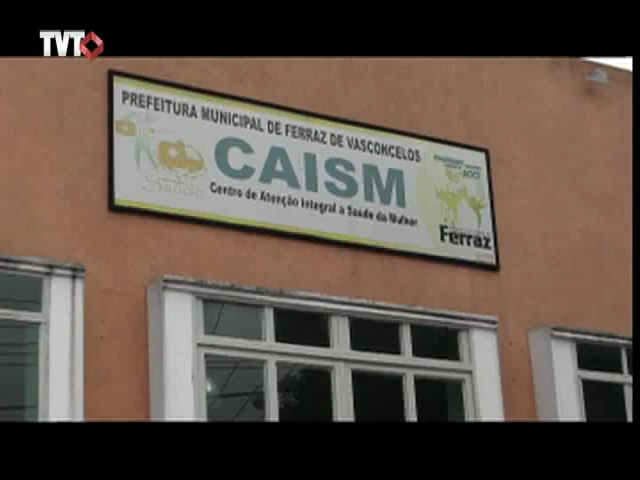 TVT
PREFEITURA MUNICIPAL DE FERRAZ DE VASCONCELOS
CAISM
Centro de Atenção Integral a Saúde da Mulher
Saúde
Ferraz